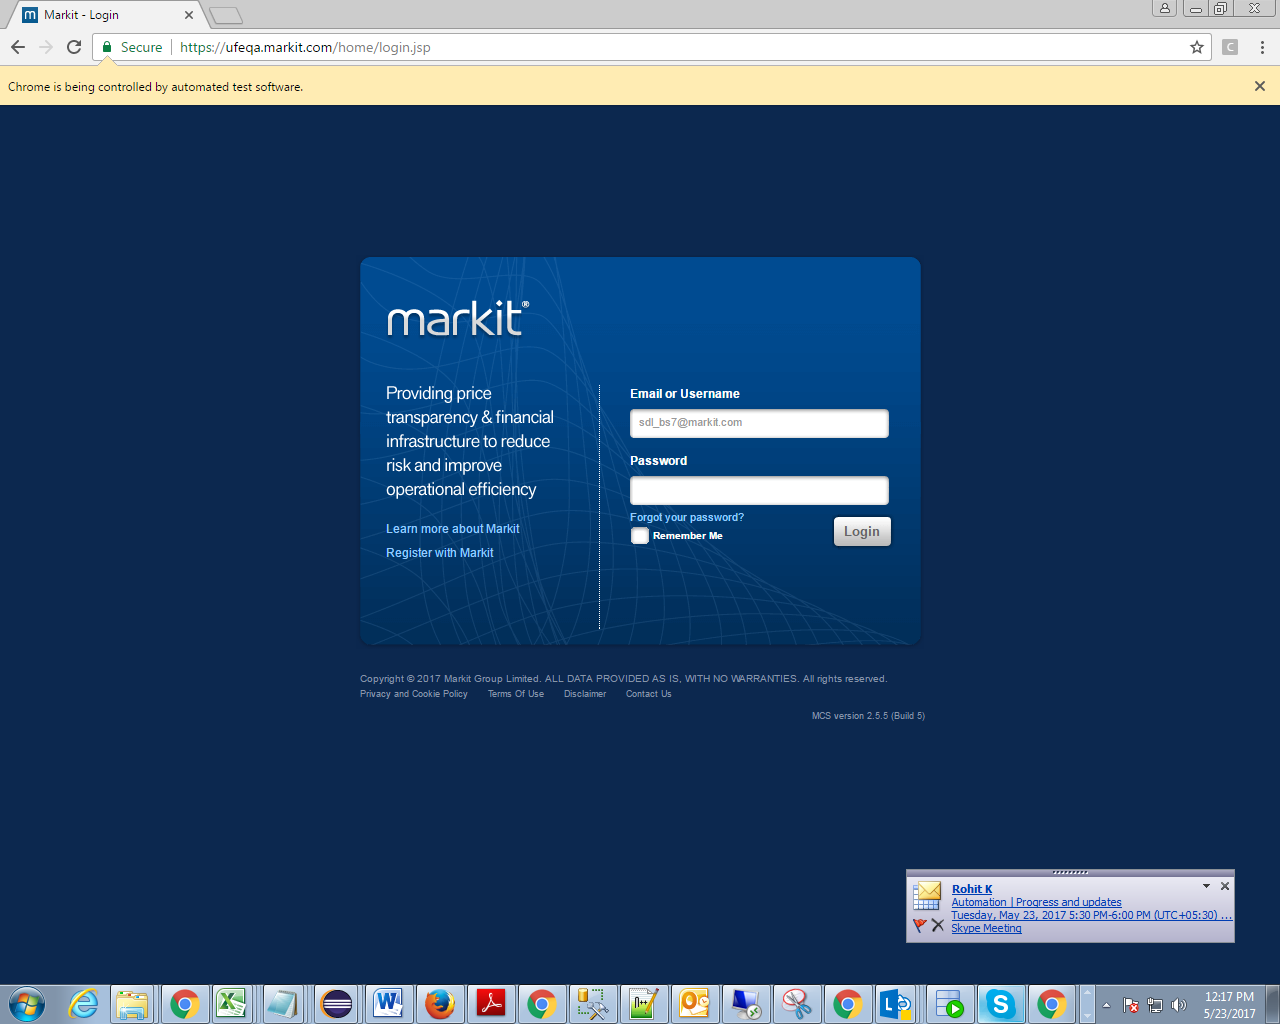 Markit - Login
Secure
https://ufeqa.markit.com/home/login.jsp
C
Chrome is being controlled by automated test software.
markit®
Providing price
transparency & financial
infrastructure to reduce
risk and improve
operational efficiency
Learn more about Markit
Register with Markit
Email or Username
sdl_bs7@markit.com
Password
Forgot your password?
Remember Me
Login
Copyright © 2017 Markit Group Limited. ALL DATA PROVIDED AS IS, WITH NO WARRANTIES. All rights reserved.
Privacy and Cookie Policy Terms Of Use Disclaimer Contact Us
MCS version 2.5.5 (Build 5)
Rohit K
Automation | Progress and updates
Tuesday, May 23, 2017 5:30 PM-6:00 PM (UTC+05:30) ...
Skype Meeting
12:17 PM
5/23/2017